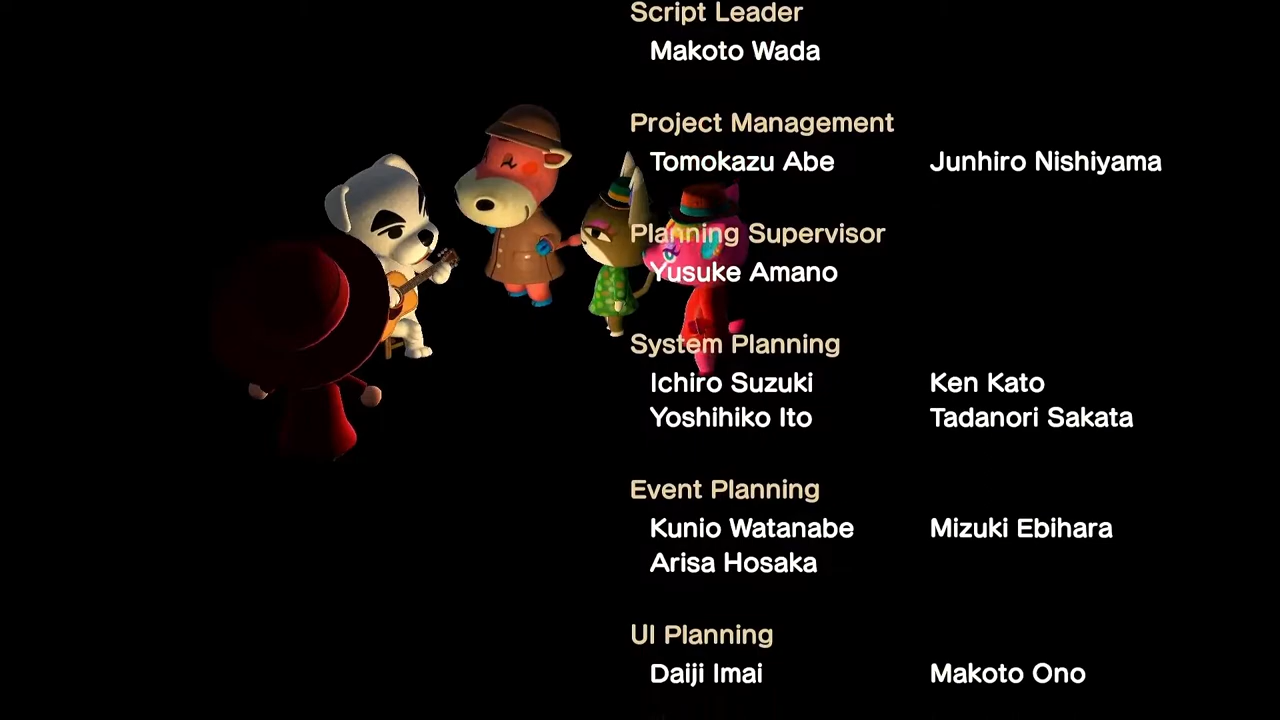 Script Leader
Makoto Wada
Project Management
Tomokazu Abe Junhiro Nishiyama
Planning Supervisor
Yusuke Amano
System Planning
Ichiro Suzuki Ken Kato
Yoshihiko Ito Tadanori Sakata
Event Planning
Kunio Watanabe Mizuki Ebihara
Arisa Hosaka
UI Planning
Daiji Imai Makoto Ono